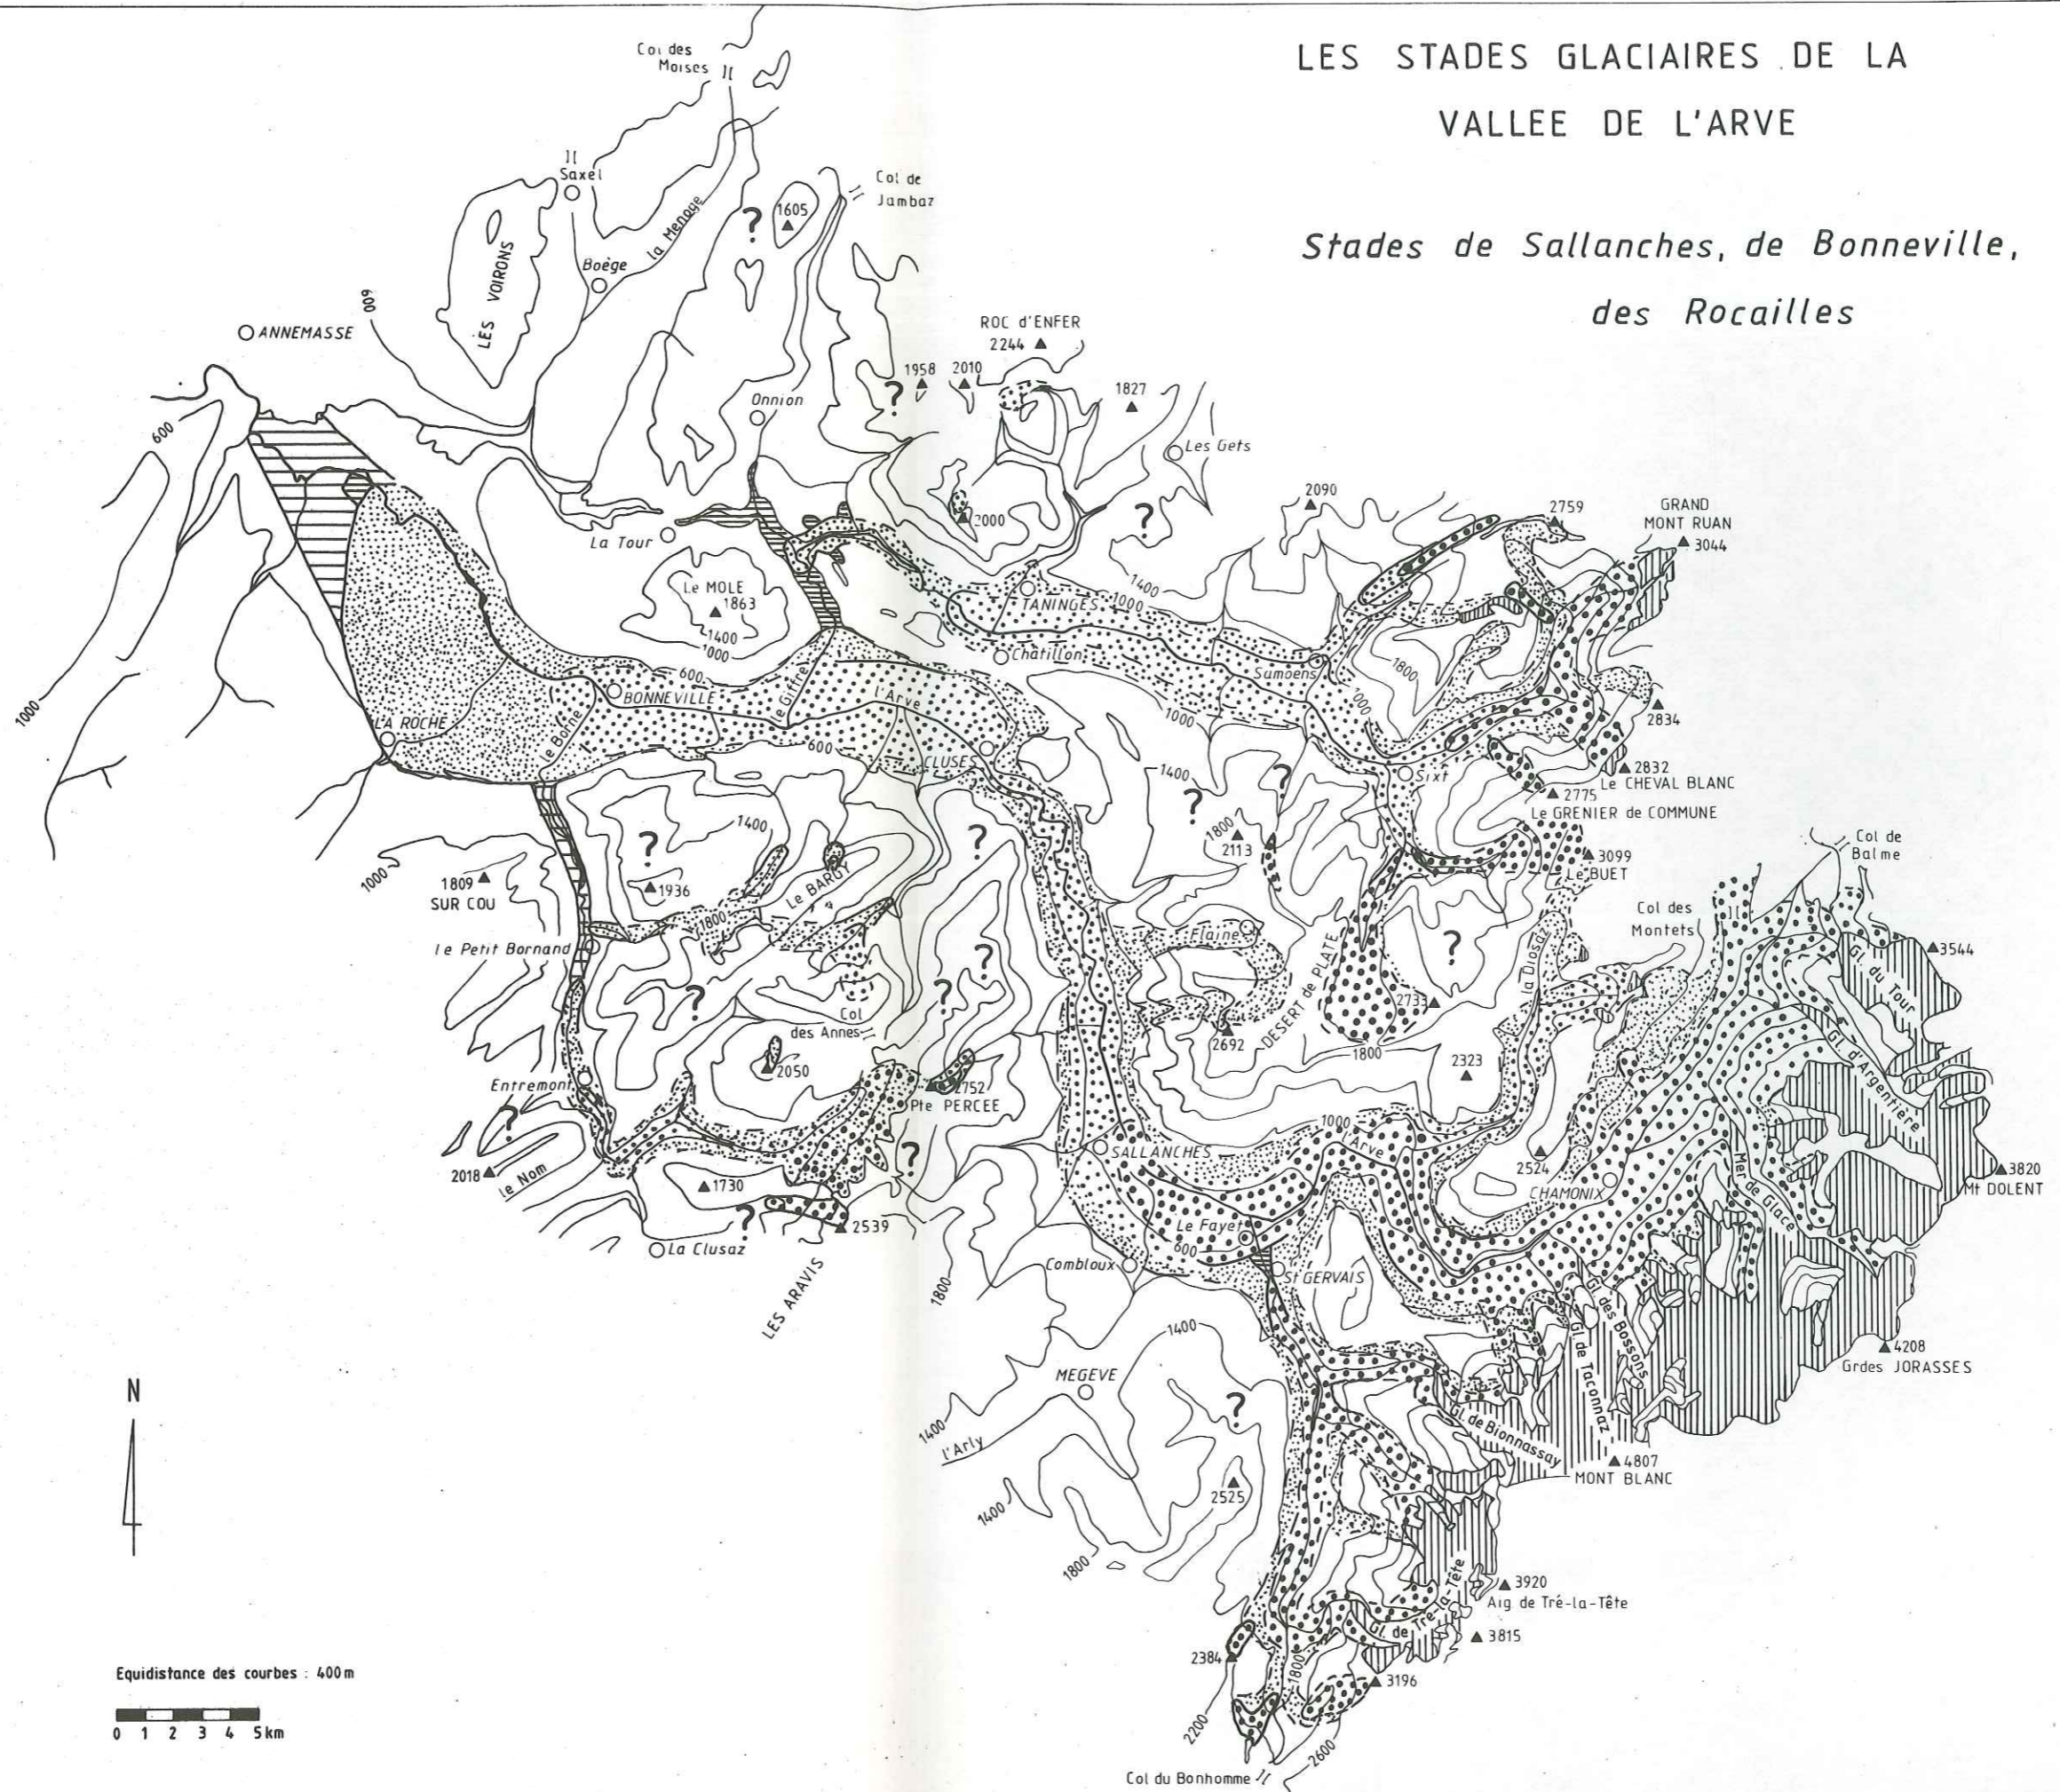 LES STADES GLACIAIRES DE LA
VALLEE DE L'ARVE
Stades de Sallanches, de Bonneville,
des Rocailles
Col des
Moises
Saxel
la Menoge
Boège
LES VOIRONS
?
1605
Col de
Jambaz
600
ANNEMASSE
ROC d'ENFER
2244
1958
2010
?
1827
Onnion
Les Gets
600
2090
2759
GRAND
MONT RUAN
3044
2000
?
La Tour
Le MOLE
1863
1400
1000
1400
1000
TANINGES
Châtillon
Samoens
1800
1000
600
BONNEVILLE
le Giffre
l'Arve
1000
2834
1000
LA ROCHE
le Borne
600
CLUSES
1400
?
?
Sixt
2832
Le CHEVAL BLANC
2775
Le GRENIER de COMMUNE
1400
?
1800
2113
3099
Le BUET
Col de
Balme
1000
1809
SUR COU
1936
Le BARGY
?
1800
le Petit Bornand
Flaine
DESERT de PLATE
?
la Diosaz
Col des
Montets
3544
Gl. du Tour
?
?
?
Col
des Annes
2733
2692
1800
Gl. d'Argentière
Entremont
2050
2752
Pte PERCEE
2323
?
1000
l'Arve
SALLANCHES
2524
CHAMONIX
Mer de Glace
3820
Mt DOLENT
2018
le Nom
1730
?
?
2539
La Clusaz
LES ARAVIS
Le Fayet
600
Combloux
St GERVAIS
1800
Gl. des Bossons
Gl. de Taconnaz
4208
Grdes JORASSES
1400
MEGEVE
?
1400
l'Arly
Gl. de Bionnassay
4807
MONT BLANC
N
2525
1400
1800
3920
Aig de Tré-la-Tête
Gl. de Tré-la-Tête
3815
2384
1800
3196
2200
2600
Col du Bonhomme
Equidistance des courbes : 400 m
0 1 2 3 4 5 km